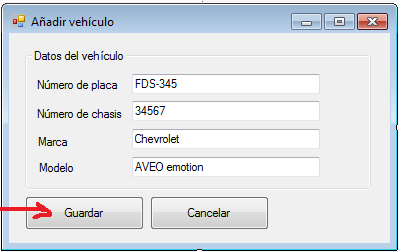 Añadir vehículo
Datos del vehículo
Número de placa FDS-345
Número de chasis 34567
Marca Chevrolet
Modelo AVEO emotion
Guardar Cancelar